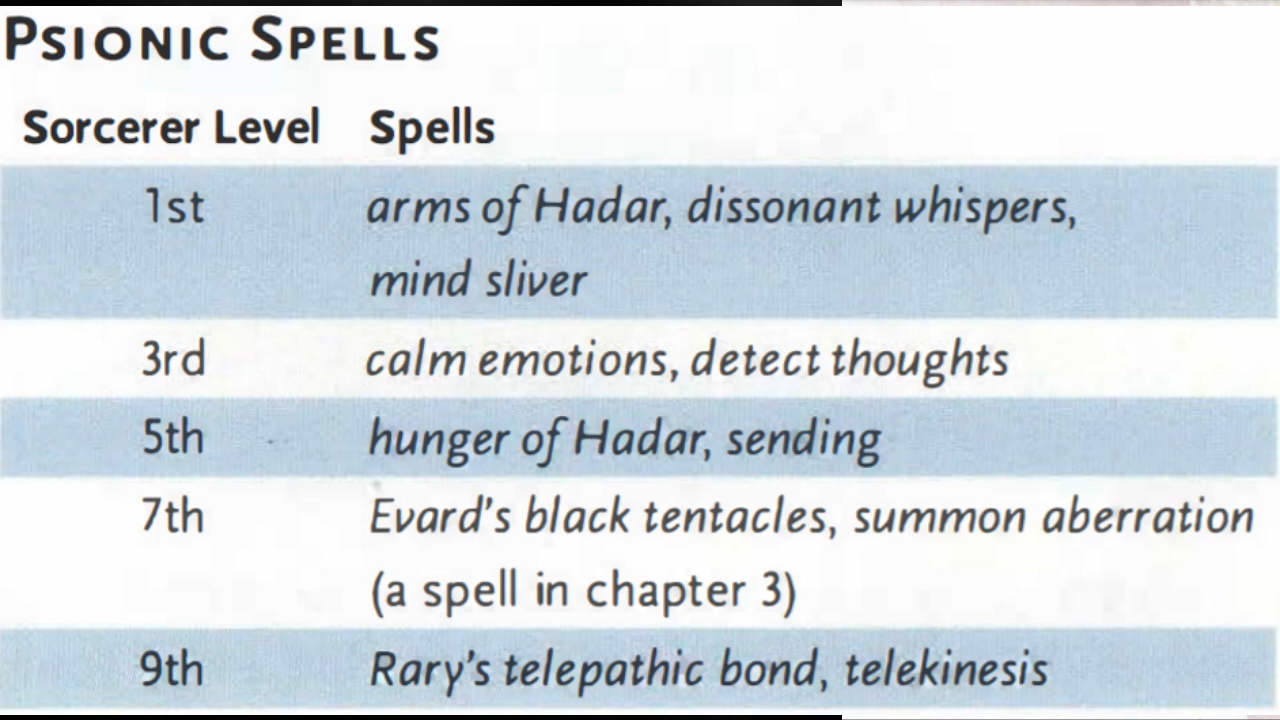 PSIONIC SPELLS
Sorcerer Level Spells
1st arms of Hadar, dissonant whispers,
mind sliver
3rd calm emotions, detect thoughts
5th hunger of Hadar, sending
7th Evard's black tentacles, summon aberration
(a spell in chapter 3)
9th Rary's telepathic bond, telekinesis